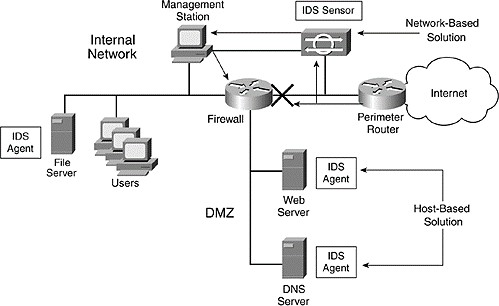 Management
Station
IDS Sensor
Network-Based
Solution
Internal
Network
Internet
Firewall
Perimeter
Router
IDS
Agent
File
Server
Users
IDS
Agent
Web
Server
DMZ
Host-Based
Solution
IDS
Agent
DNS
Server